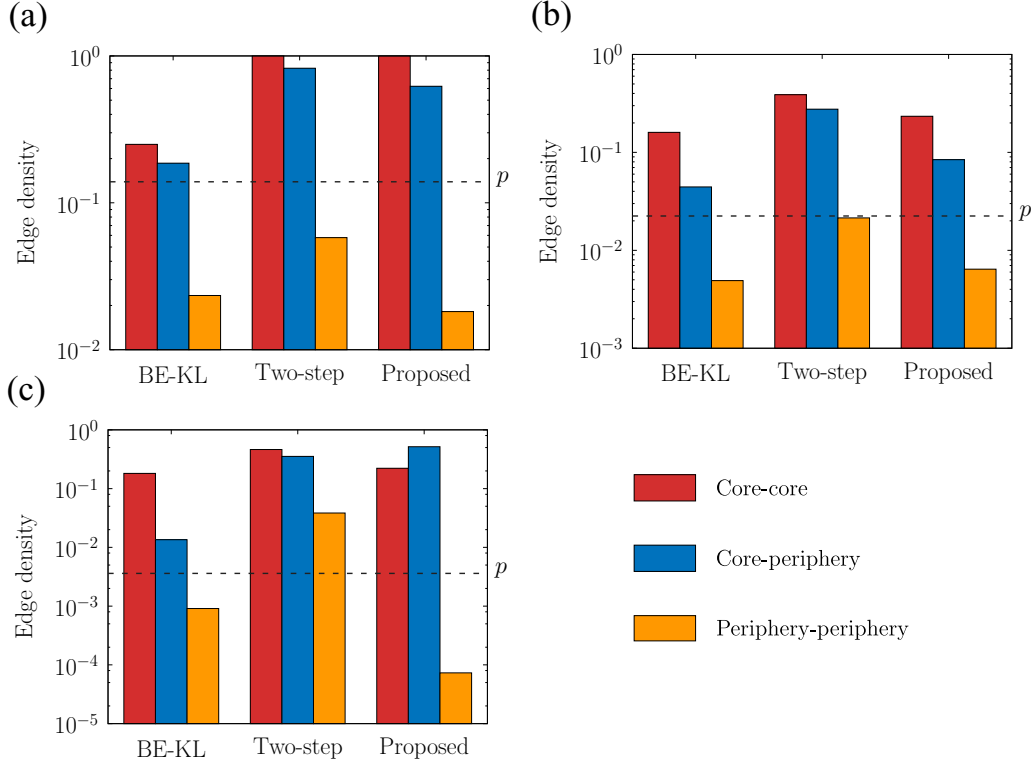 (a)
10^0
10^-1
10^-2
Edge density
p
BE-KL Two-step Proposed
(b)
10^0
10^-1
10^-2
10^-3
Edge density
p
BE-KL Two-step Proposed
(c)
10^0
10^-1
10^-2
10^-3
10^-4
10^-5
Edge density
p
BE-KL Two-step Proposed
Core-core
Core-periphery
Periphery-periphery